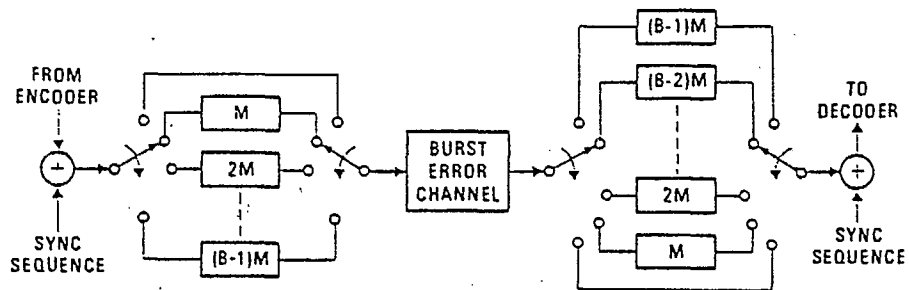 FROM
ENCODER
+
SYNC
SEQUENCE
M
2M
(B-1)M
BURST
ERROR
CHANNEL
(B-1)M
(B-2)M
2M
M
TO
DECODER
+
SYNC
SEQUENCE